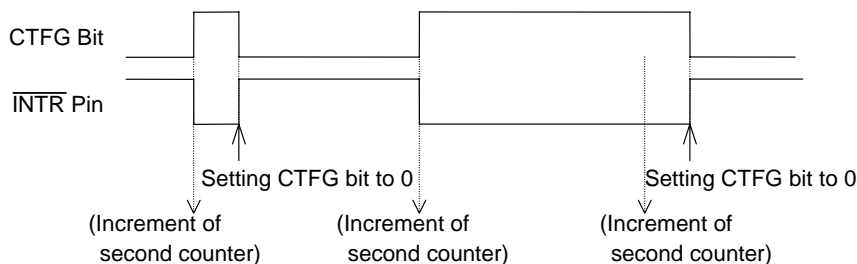 CTFG Bit
INTR Pin
Setting CTFG bit to 0
Setting CTFG bit to 0
(Increment of
second counter)
(Increment of
second counter)
(Increment of
second counter)